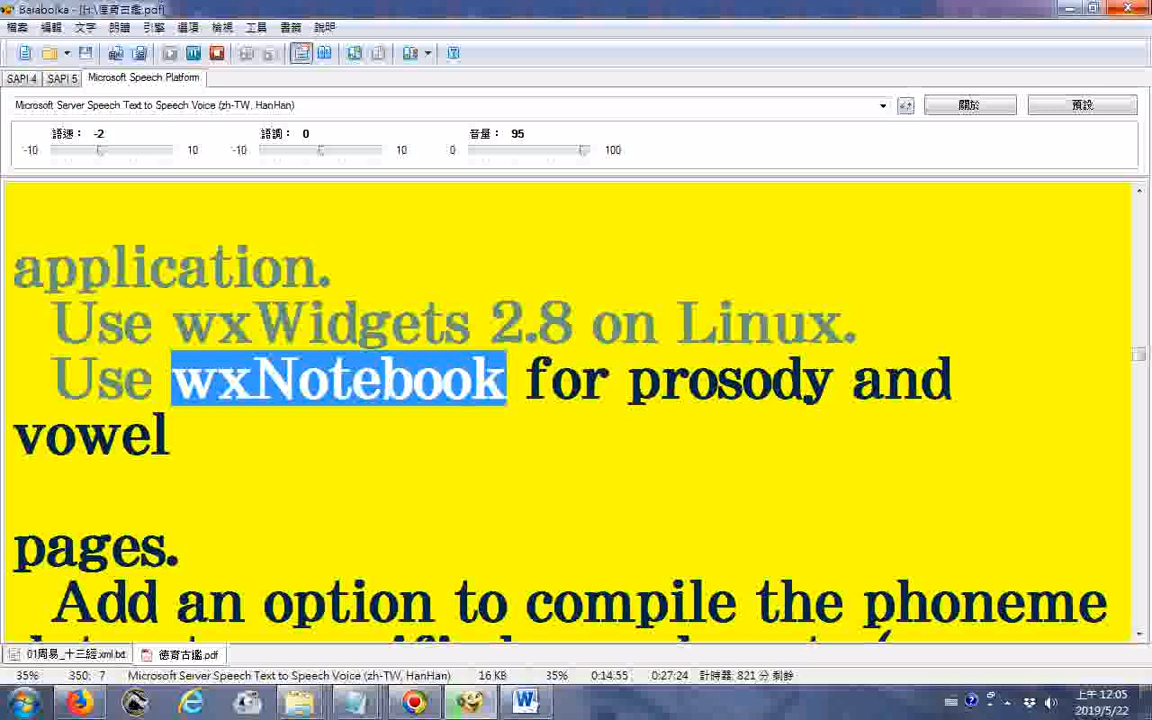 Balabolka - [H:\德育古鑑.pdf]
檔案 編輯 文字 朗讀 引擎 選項 檢視 工具 書籤 說明
SAPI 4 SAPI 5 Microsoft Speech Platform
Microsoft Server Speech Text to Speech Voice (zh-TW, HanHan) 關於 預設
語速： -2 語調： 0 音量： 95
-10 10 -10 10 0 100
application.
Use wxWidgets 2.8 on Linux.
Use wxNotebook for prosody and
vowel
pages.
Add an option to compile the phoneme
01周易_十三經.xml.txt 德育古鑑.pdf
35% 350: 7 Microsoft Server Speech Text to Speech Voice (zh-TW, HanHan) 16 KB 35% 0:14:55 0:27:24 計時器: 821 分 剩餘
上午 12:05
2019/5/22